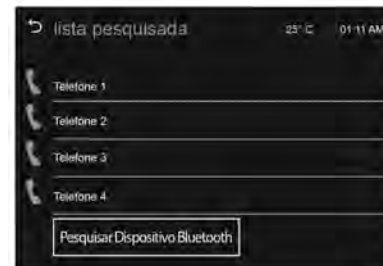 lista pesquisada 25° C 01:11 AM
Telefone 1
Telefone 2
Telefone 3
Telefone 4
Pesquisar Dispositivo Bluetooth